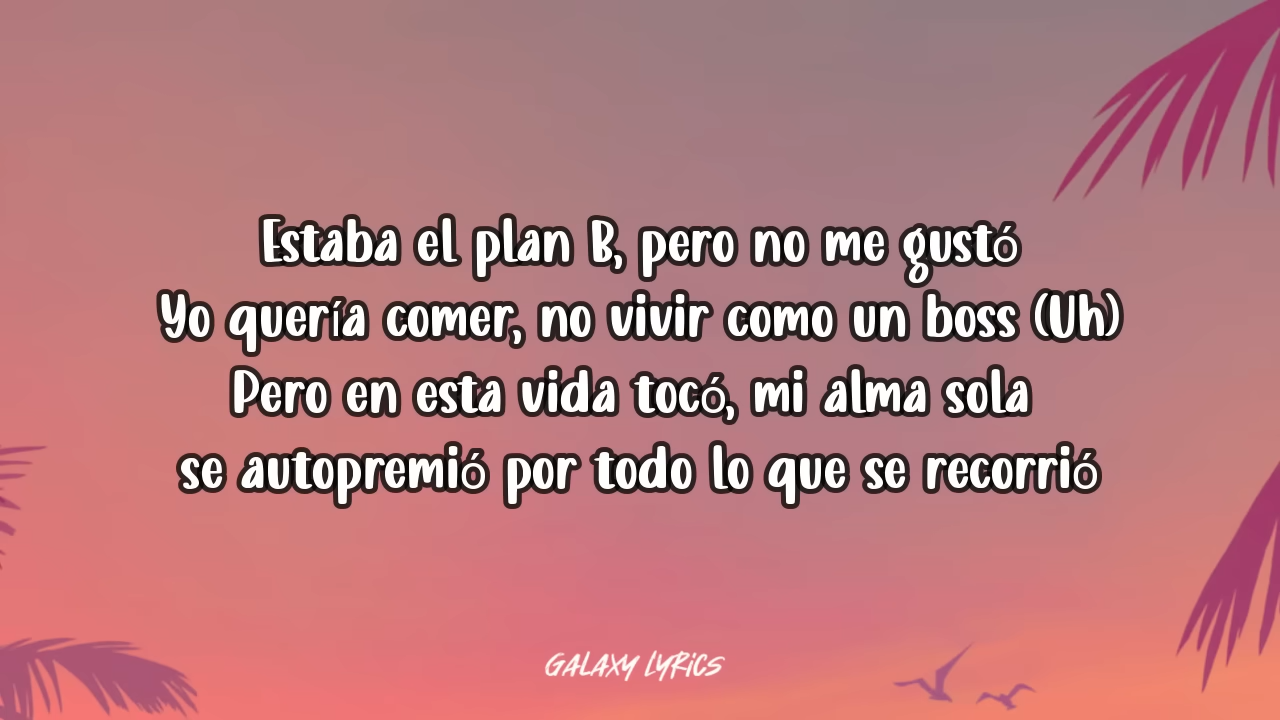 Estaba el plan B, pero no me gustó
Yo quería comer, no vivir como un boss (Uh)
Pero en esta vida tocó, mi alma sola
se autopremió por todo lo que se recorrió
GALAXY LYRICS